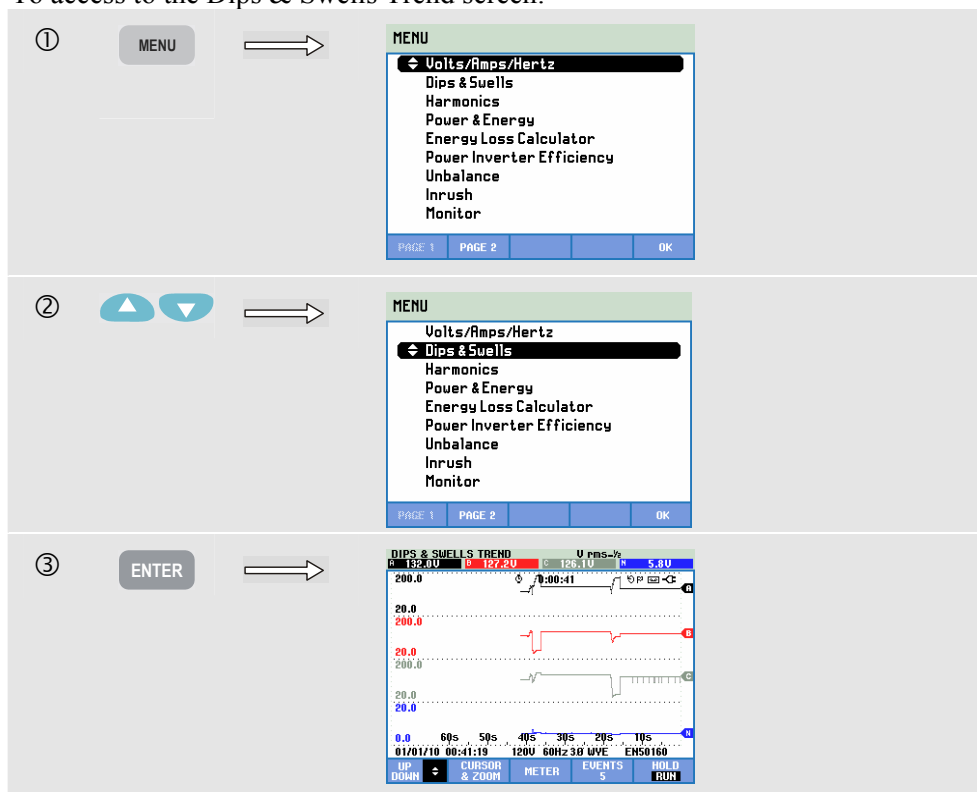 To access to the Dips & Swells Trend screen:
① MENU
MENU
Volts/Amps/Hertz
Dips & Swells
Harmonics
Power & Energy
Energy Loss Calculator
Power Inverter Efficiency
Unbalance
Inrush
Monitor
PAGE 1 PAGE 2 OK
②
MENU
Volts/Amps/Hertz
Dips & Swells
Harmonics
Power & Energy
Energy Loss Calculator
Power Inverter Efficiency
Unbalance
Inrush
Monitor
PAGE 1 PAGE 2 OK
③ ENTER
DIPS & SWELLS TREND V rms-½
A 132.0V B 127.2V C 126.1V N 5.8V
200.0 0:00:41 P
A
20.0
200.0
B
20.0
200.0
C
20.0
20.0
N
0.0 60s 50s 40s 30s 20s 10s
01/01/10 00:41:19 120V 60Hz 3Ø WYE EN50160
UP DOWN CURSOR & ZOOM METER EVENTS 5 HOLD RUN